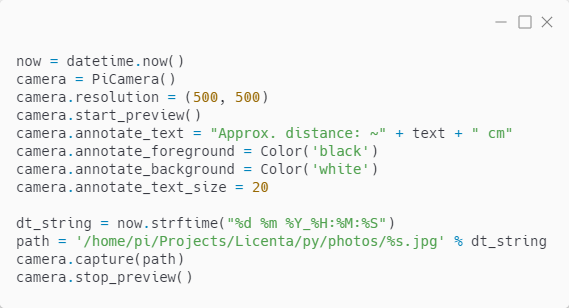 now = datetime.now()
camera = PiCamera()
camera.resolution = (500, 500)
camera.start_preview()
camera.annotate_text = "Approx. distance: ~" + text + " cm"
camera.annotate_foreground = Color('black')
camera.annotate_background = Color('white')
camera.annotate_text_size = 20

dt_string = now.strftime("%d %m %Y_%H:%M:%S")
path = '/home/pi/Projects/Licenta/py/photos/%s.jpg' % dt_string
camera.capture(path)
camera.stop_preview()